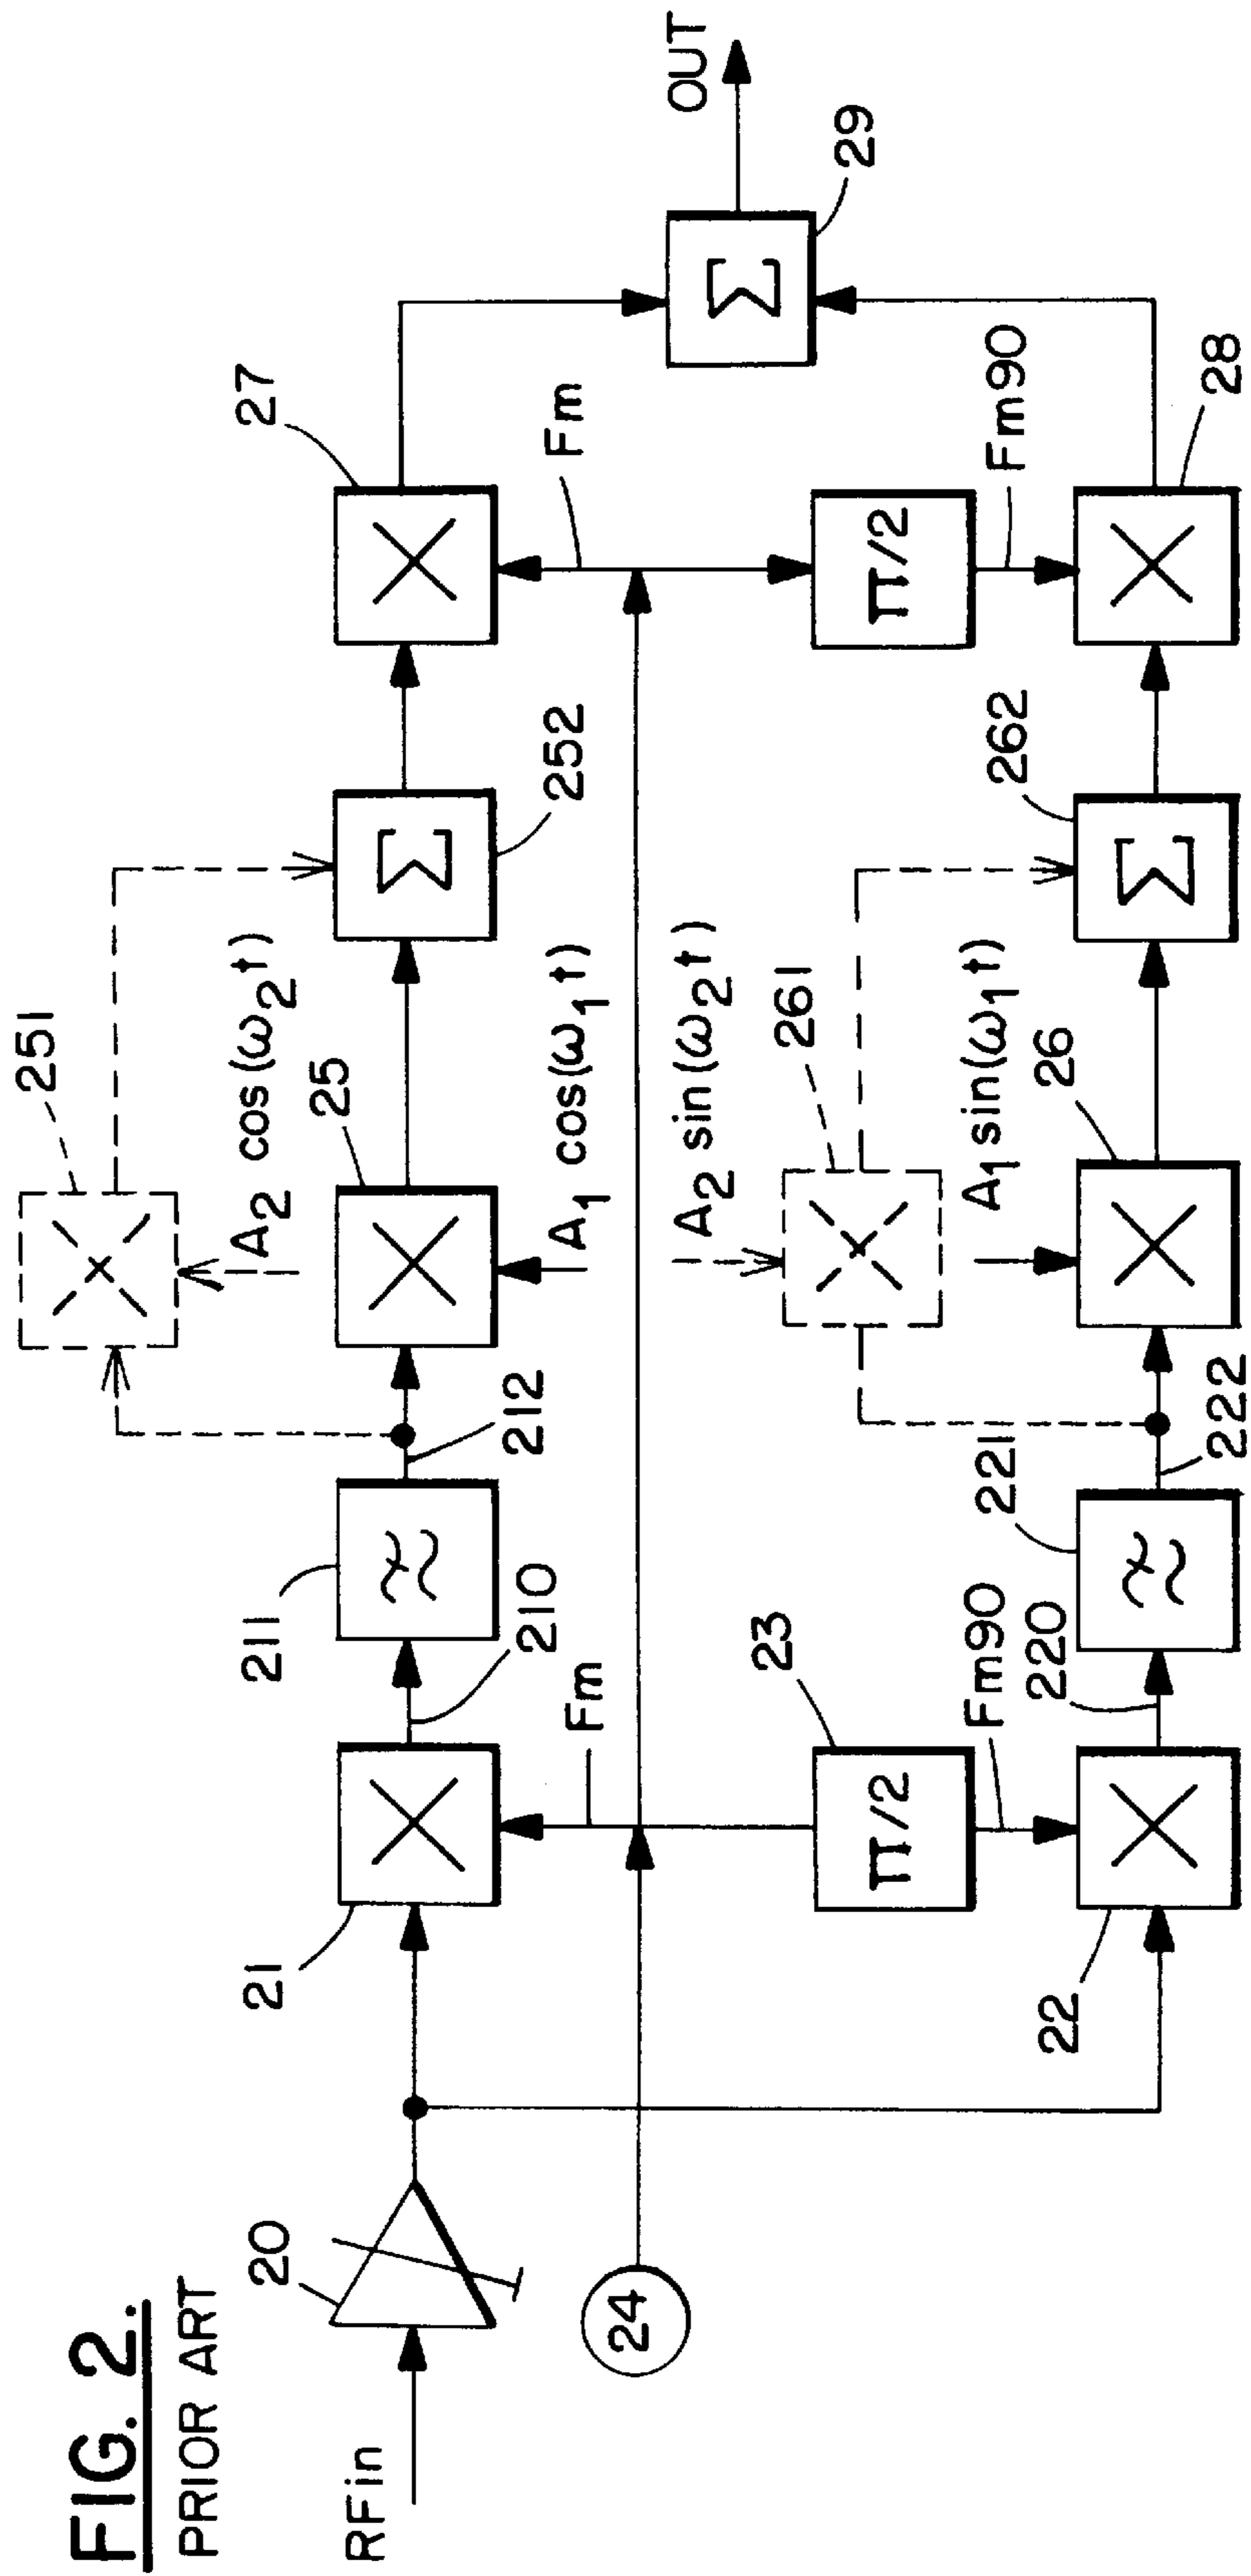 FIG. 2.
PRIOR ART
RFin
20
24
21
22
Fm
23
π/2
Fm90
210
220
211
221
212
222
251
A₂ cos(ω₂t)
25
A₁ cos(ω₁t)
A₂ sin(ω₂t)
261
A₁ sin(ω₁t)
26
Σ
252
Σ
262
27
Fm
π/2
Fm90
28
Σ
29
OUT